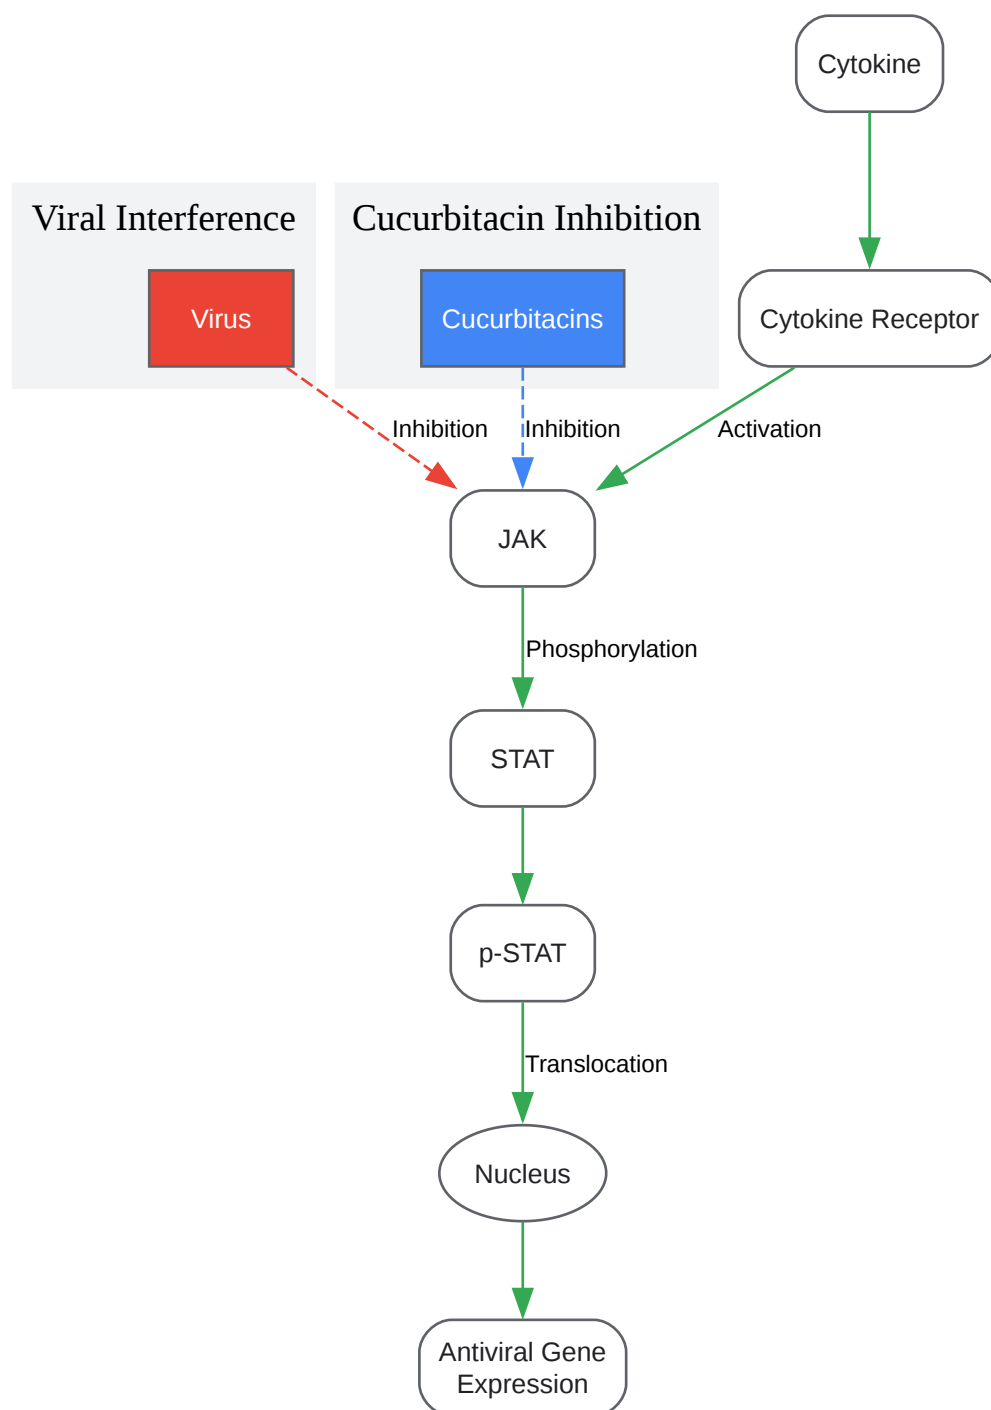 Cytokine
Viral Interference
Cucurbitacin Inhibition
Virus
Cucurbitacins
Cytokine Receptor
Inhibition
Inhibition
Activation
JAK
Phosphorylation
STAT
p-STAT
Translocation
Nucleus
Antiviral Gene
Expression